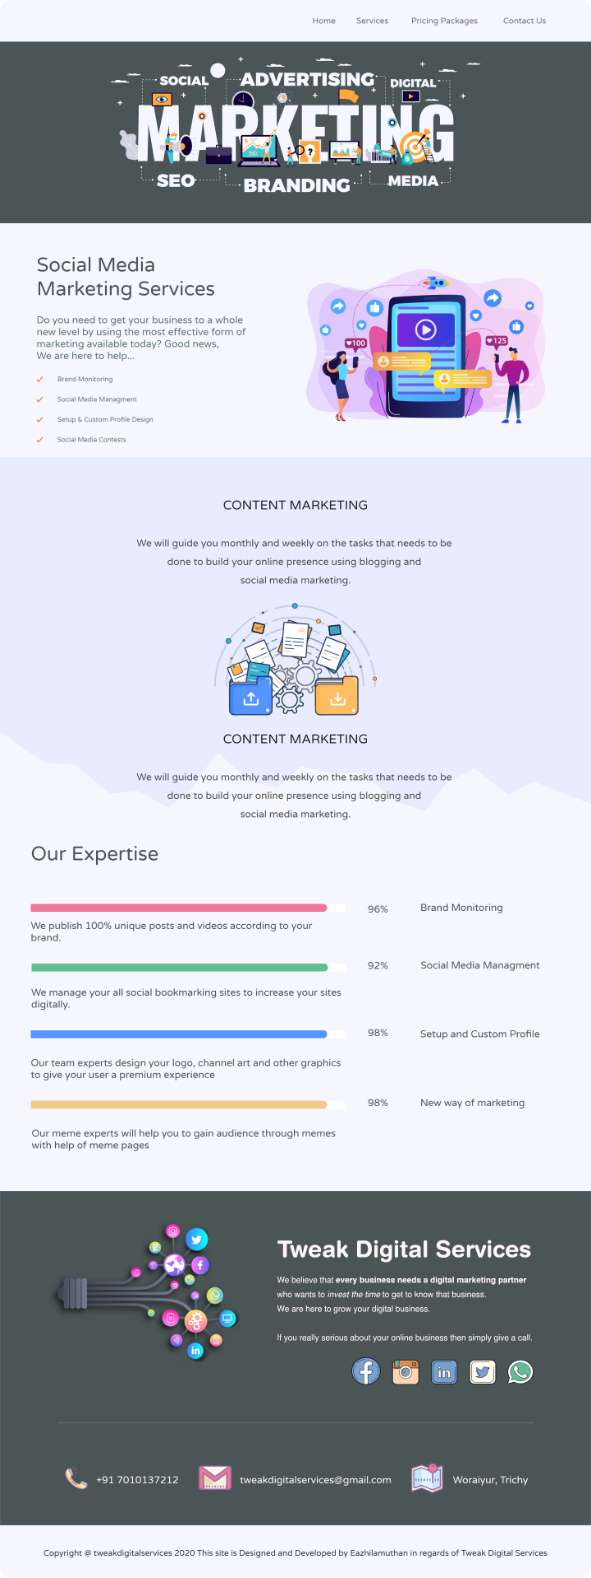 Home Services Pricing Packages Contact Us
SOCIAL ADVERTISING DIGITAL
MARKETING
SEO BRANDING MEDIA
Social Media
Marketing Services
Do you need to get your business to a whole
new level by using the most effective form of
marketing available today? Good news,
We are here to help...
Brand Monitoring
Social Media Managment
Setup & Custom Profile Design
Social Media Contests
100
125
CONTENT MARKETING
We will guide you monthly and weekly on the tasks that needs to be
done to build your online presence using blogging and
social media marketing.
CONTENT MARKETING
We will guide you monthly and weekly on the tasks that needs to be
done to build your online presence using blogging and
social media marketing.
Our Expertise
96% Brand Monitoring
We publish 100% unique posts and videos according to your
brand.
92% Social Media Managment
We manage your all social bookmarking sites to increase your sites
digitally.
98% Setup and Custom Profile
Our team experts design your logo, channel art and other graphics
to give your user a premium experience
98% New way of marketing
Our meme experts will help you to gain audience through memes
with help of meme pages
Tweak Digital Services
We believe that every business needs a digital marketing partner
who wants to invest the time to get to know that business.
We are here to grow your digital business.
If you really serious about your online business then simply give a call.
+91 7010137212 tweakdigitalservices@gmail.com Woraiyur, Trichy
Copyright @ tweakdigitalservices 2020 This site is Designed and Developed by Eazhilamuthan in regards of Tweak Digital Services